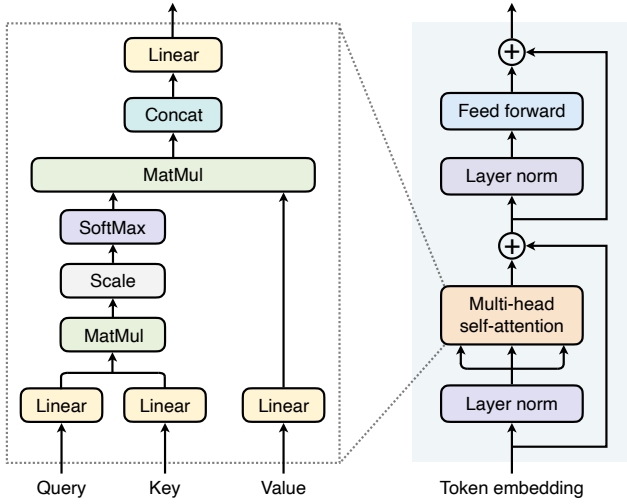 Linear
Concat
MatMul
SoftMax
Scale
MatMul
Linear
Linear
Linear
Query
Key
Value
Feed forward
Layer norm
Multi-head
self-attention
Layer norm
Token embedding